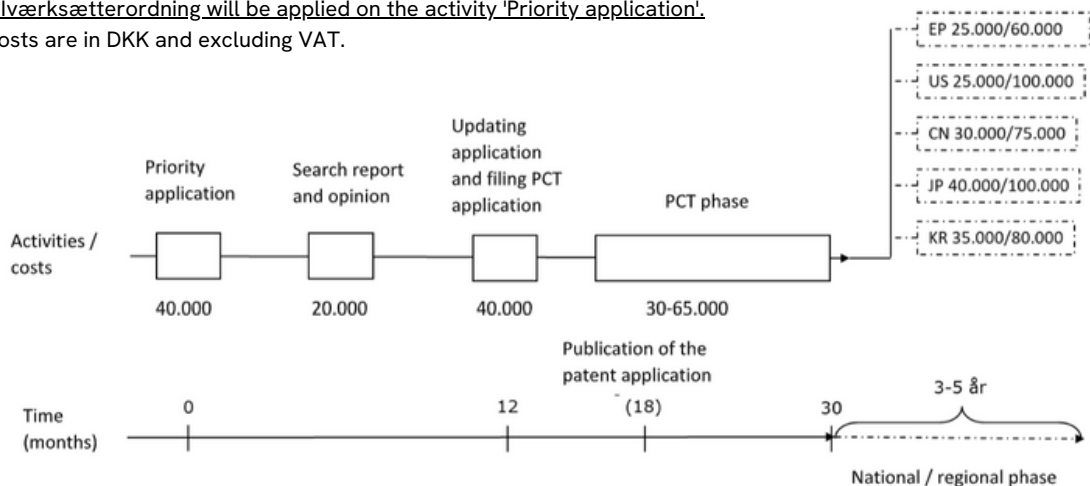 Iværksætterordning will be applied on the activity 'Priority application'.
osts are in DKK and excluding VAT.
EP 25.000/60.000
US 25.000/100.000
CN 30.000/75.000
JP 40.000/100.000
KR 35.000/80.000
Priority
application
Search report
and opinion
Updating
application
and filing PCT
application
PCT phase
Activities /
costs
40.000
20.000
40.000
30-65.000
Publication of the
patent application
Time
(months)
0
12
(18)
30
3-5 år
National / regional phase